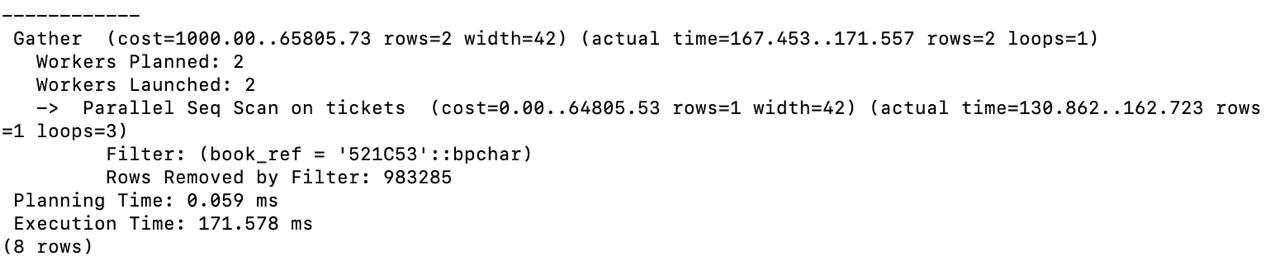 ------------
Gather  (cost=1000.00..65805.73 rows=2 width=42) (actual time=167.453..171.557 rows=2 loops=1)
Workers Planned: 2
Workers Launched: 2
->  Parallel Seq Scan on tickets  (cost=0.00..64805.53 rows=1 width=42) (actual time=130.862..162.723 rows
=1 loops=3)
Filter: (book_ref = '521C53'::bpchar)
Rows Removed by Filter: 983285
Planning Time: 0.059 ms
Execution Time: 171.578 ms
(8 rows)